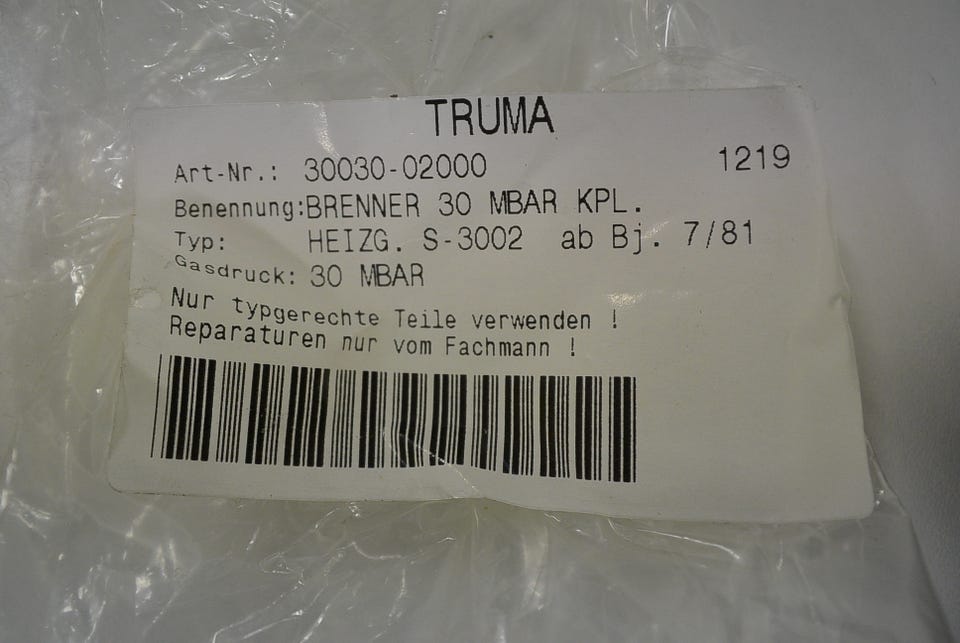 TRUMA
Art-Nr.: 30030-02000 1219
Benennung:BRENNER 30 MBAR KPL.
Typ: HEIZG. S-3002 ab Bj. 7/81
Gasdruck: 30 MBAR
Nur typgerechte Teile verwenden !
Reparaturen nur vom Fachmann !